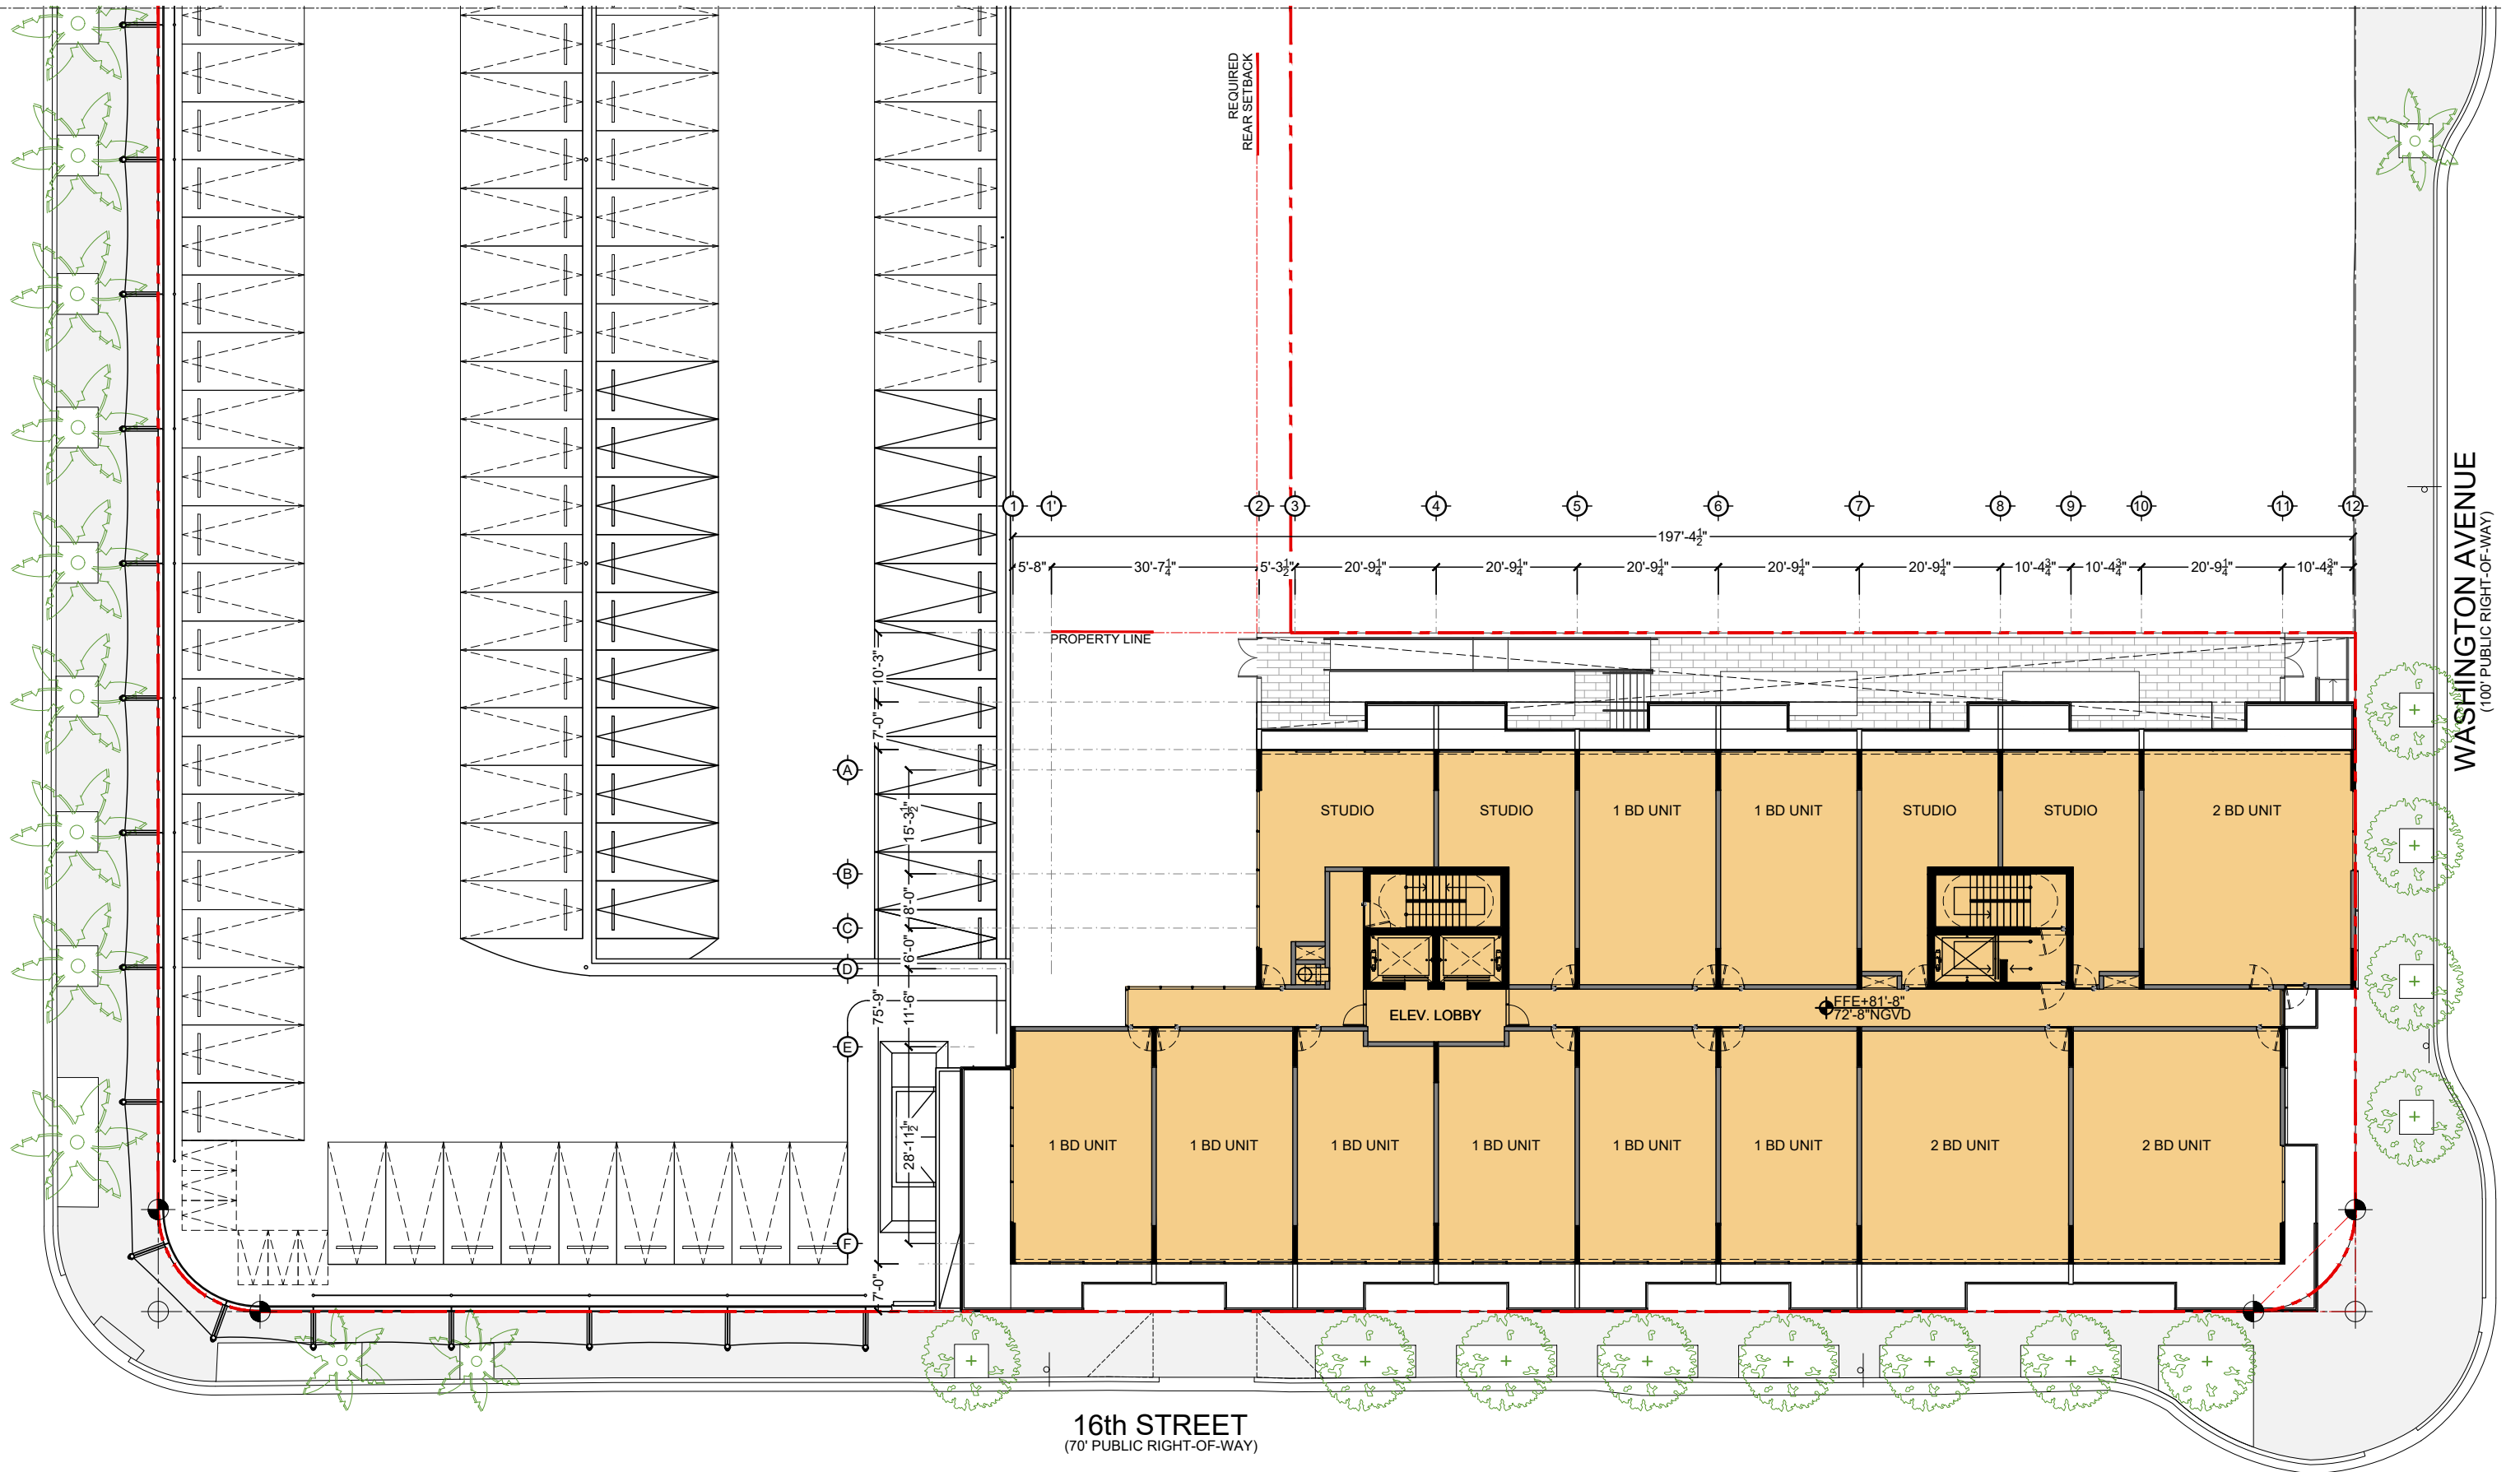 REQUIRED
REAR SETBACK
1 1' 2 3 4 5 6 7 8 9 10 11 12
197'-4½"
5'-8" 30'-7¼" 5'-3½" 20'-9¼" 20'-9¼" 20'-9¼" 20'-9¼" 20'-9¼" 10'-4¾" 10'-4¾" 20'-9¼" 10'-4¾"
PROPERTY LINE
WASHINGTON AVENUE
(100' PUBLIC RIGHT-OF-WAY)
10'-3"
7'-0"
A
15'-3½"
B
8'-0"
C
6'-0"
D
75'-9"
11'-6"
E
28'-11½"
F
7'-0"
STUDIO STUDIO 1 BD UNIT 1 BD UNIT STUDIO STUDIO 2 BD UNIT
ELEV. LOBBY
FFE+81'-8"
72'-8"NGVD
1 BD UNIT 1 BD UNIT 1 BD UNIT 1 BD UNIT 1 BD UNIT 1 BD UNIT 2 BD UNIT 2 BD UNIT
16th STREET
(70' PUBLIC RIGHT-OF-WAY)